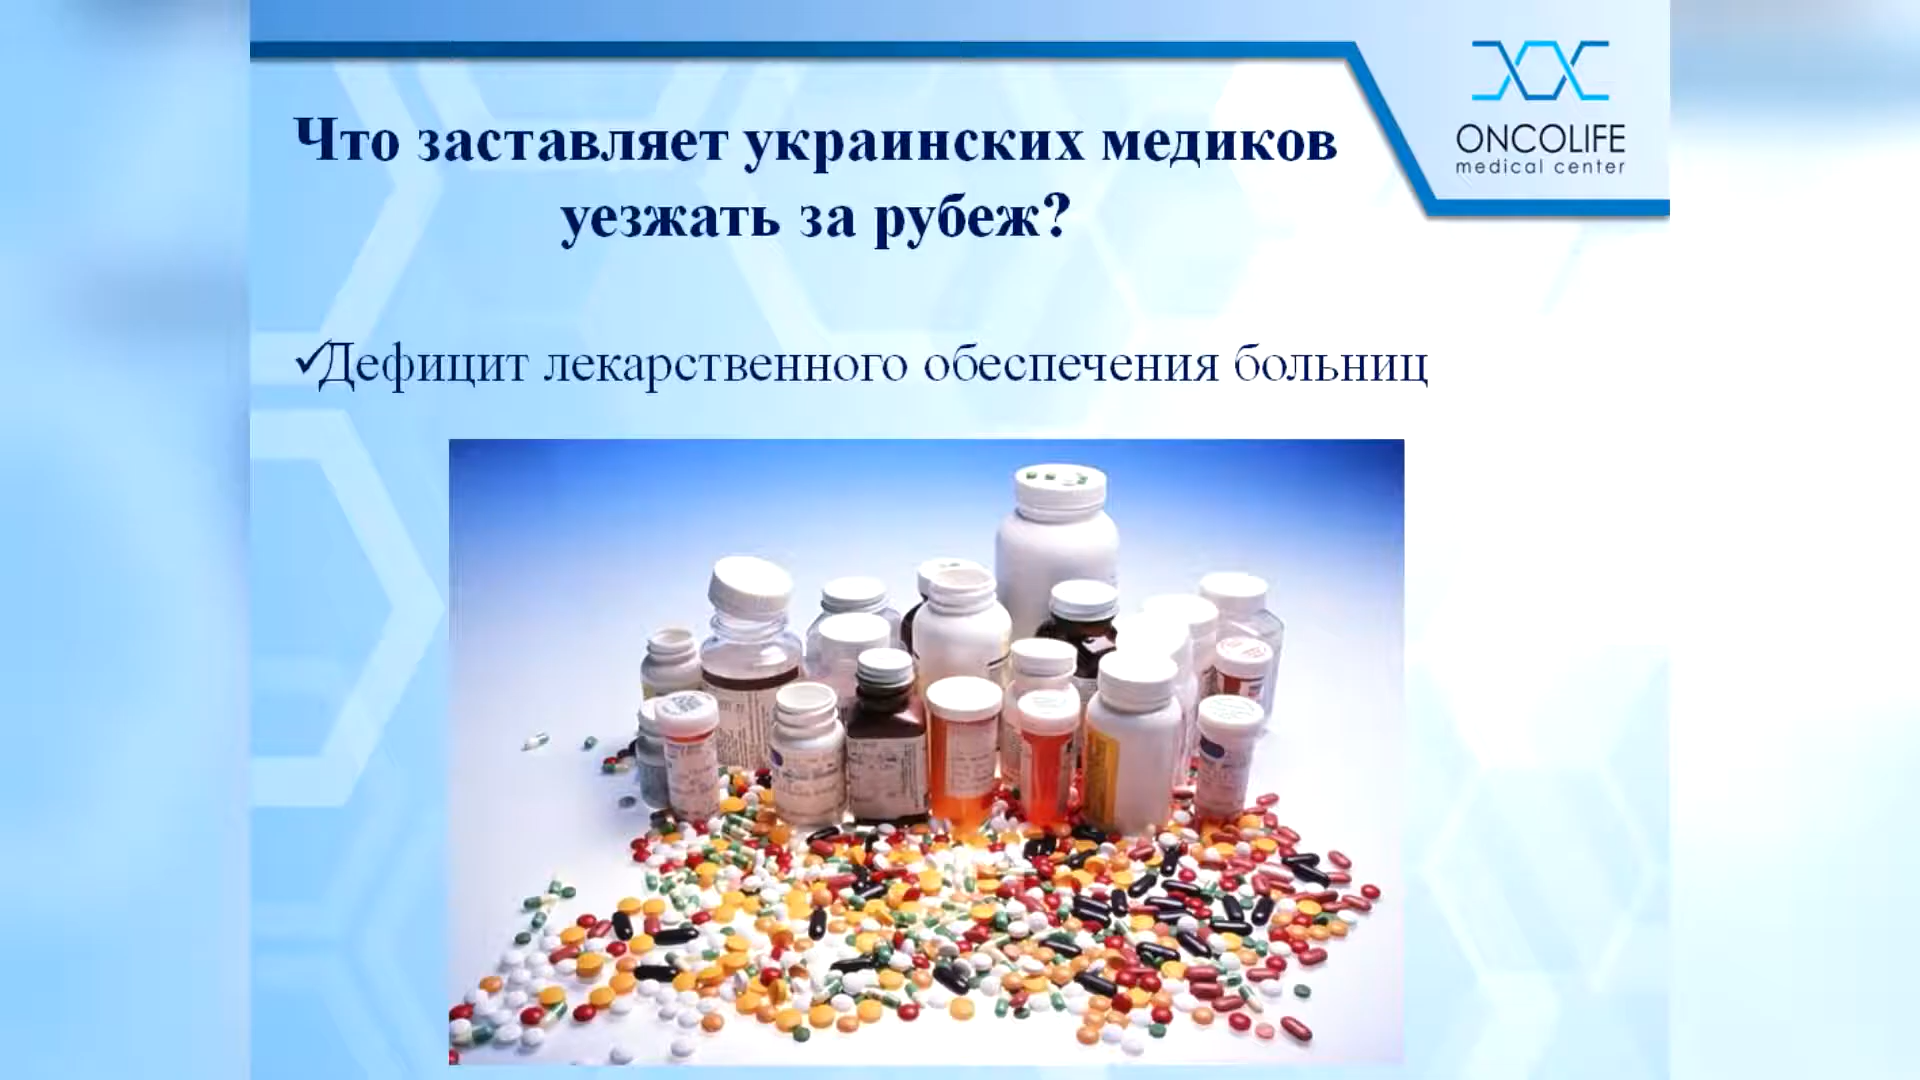 Что заставляет украинских медиков
уезжать за рубеж?
ONCOLIFE
medical center
✓Дефицит лекарственного обеспечения больниц